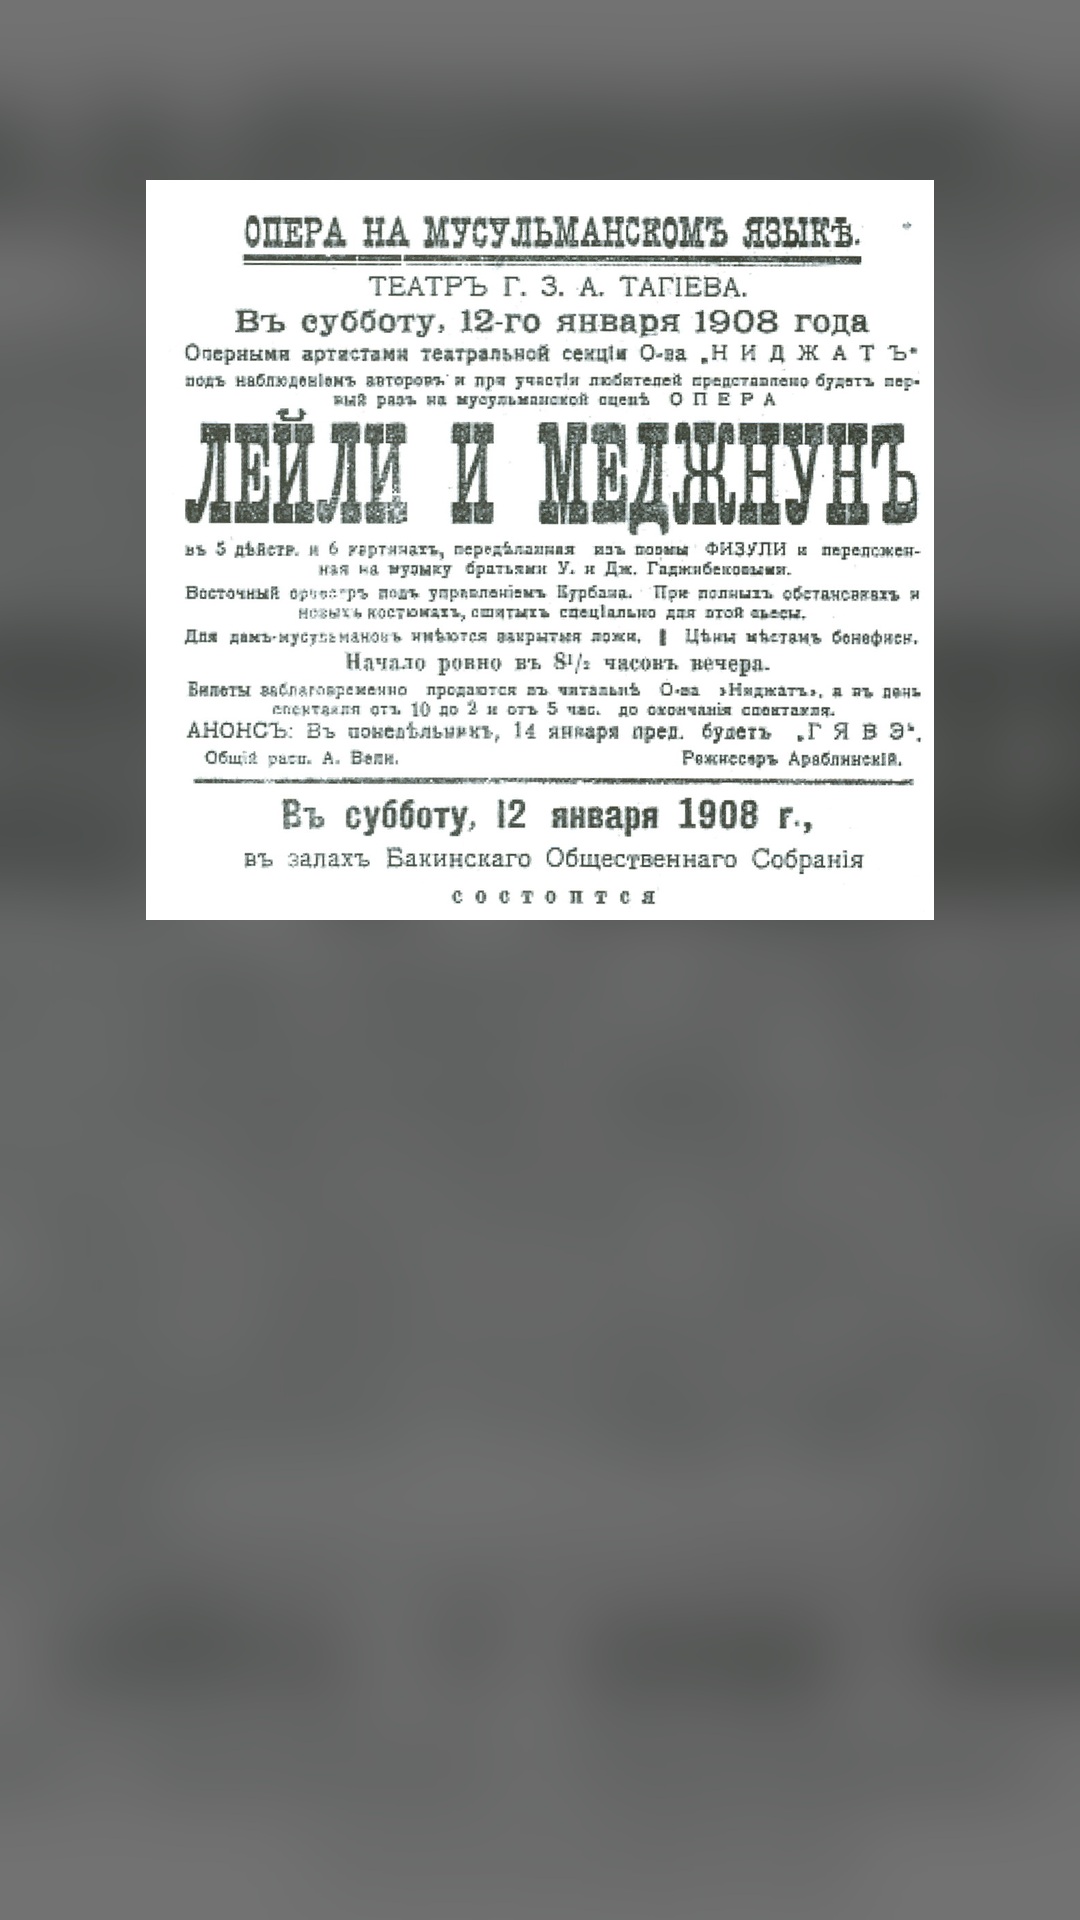 ОПЕРА НА МУСУЛЬМАНСКОМЪ ЯЗЫКѢ.
ТЕАТРЪ Г. З. А. ТАГІЕВА.
Въ субботу, 12-го января 1908 года
Оперными артистами театральной секціи О-ва „НИДЖАТЪ“
подъ наблюденіемъ авторовъ и при участіи любителей представлено будетъ пер-
вый разъ на мусульманской сценѣ ОПЕРА
ЛЕЙЛИ И МЕДЖНУНЪ
въ 5 дѣйств. и 6 картинахъ, передѣланная изъ поэмы ФИЗУЛИ и переложен-
ная на музыку братьями У. и Дж. Гаджибековыми.
Восточный оркестръ подъ управленіемъ Курбана. При полныхъ обстановкахъ и
новыхъ костюмахъ, сшитыхъ спеціально для этой пьесы.
Для дамъ-мусульманокъ имѣются закрытыя ложи. Цѣны мѣстамъ бенефисн.
Начало ровно въ 8½ часовъ вечера.
Билеты заблаговременно продаются въ читальнѣ О-ва »Ниджатъ«, а въ день
спектакля отъ 10 до 2 и отъ 5 час. до окончанія спектакля.
АНОНСЪ: Въ понедѣльникъ, 14 января пред. будетъ „ГЯВЭ“.
Общій расп. А. Вели. Режиссеръ Араблинскій.
Въ субботу, 12 января 1908 г.,
въ залахъ Бакинскаго Общественнаго Собранія
состоится